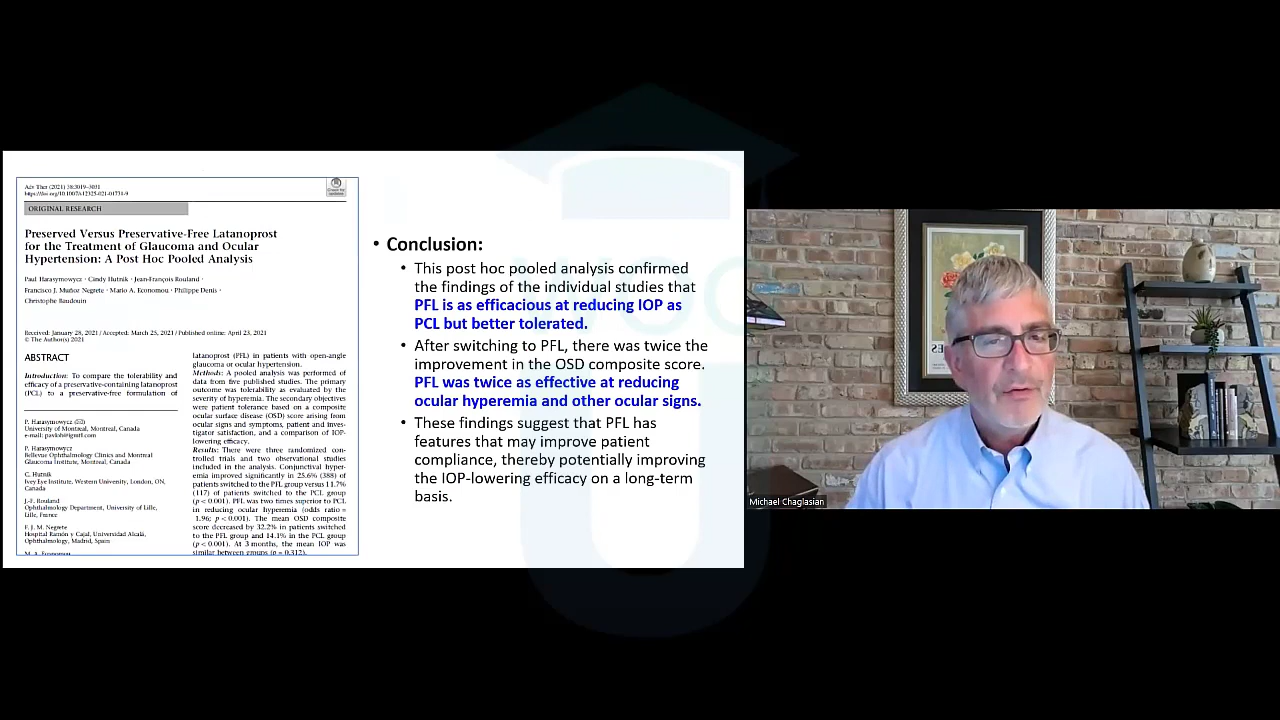 Adv Ther (2021) 38:3019–3031
https://doi.org/10.1007/s12325-021-01731-9
ORIGINAL RESEARCH
Preserved Versus Preservative-Free Latanoprost
for the Treatment of Glaucoma and Ocular
Hypertension: A Post Hoc Pooled Analysis
Paul Harasymowycz · Cindy Hutnik · Jean-François Rouland ·
Francisco J. Muñoz Negrete · Mario A. Economou · Philippe Denis ·
Christophe Baudouin
Received: January 28, 2021 / Accepted: March 25, 2021 / Published online: April 23, 2021
© The Author(s) 2021
ABSTRACT
Introduction: To compare the tolerability and
efficacy of a preservative-containing latanoprost
(PCL) to a preservative-free formulation of
P. Harasymowycz (✉)
University of Montreal, Montreal, Canada
P. Harasymowycz
Bellevue Ophthalmology Clinics and Montreal
Glaucoma Institute, Montreal, Canada
C. Hutnik
Ivey Eye Institute, Western University, London, ON,
Canada
J.-F. Rouland
Ophthalmology Department, University of Lille,
Lille, France
F. J. M. Negrete
Hospital Ramón y Cajal, Universidad Alcalá,
Ophthalmology, Madrid, Spain
M. A. Economou
latanoprost (PFL) in patients with open-angle
glaucoma or ocular hypertension.
Methods: A pooled analysis was performed of
data from five published studies. The primary
outcome was tolerability as evaluated by the
severity of hyperemia. The secondary objectives
were patient tolerance based on a composite
ocular surface disease (OSD) score arising from
ocular signs and symptoms, patient and inves-
tigator satisfaction, and a comparison of IOP-
lowering efficacy.
Results: There were three randomized con-
trolled trials and two observational studies
included in the analysis. Conjunctival hyper-
emia improved significantly in 25.6% (388) of
patients switched to the PFL group versus 11.7%
(117) of patients switched to the PCL group
(p < 0.001). PFL was two times superior to PCL
in reducing ocular hyperemia (odds ratio =
1.96; p < 0.001). The mean OSD composite
score decreased by 32.2% in patients switched
to the PFL group and 14.1% in the PCL group
(p < 0.001). At 3 months, the mean IOP was
similar between groups (p = 0.312).
• Conclusion:
• This post hoc pooled analysis confirmed
the findings of the individual studies that
PFL is as efficacious at reducing IOP as
PCL but better tolerated.
• After switching to PFL, there was twice the
improvement in the OSD composite score.
PFL was twice as effective at reducing
ocular hyperemia and other ocular signs.
• These findings suggest that PFL has
features that may improve patient
compliance, thereby potentially improving
the IOP-lowering efficacy on a long-term
basis.
Michael Chaglasian